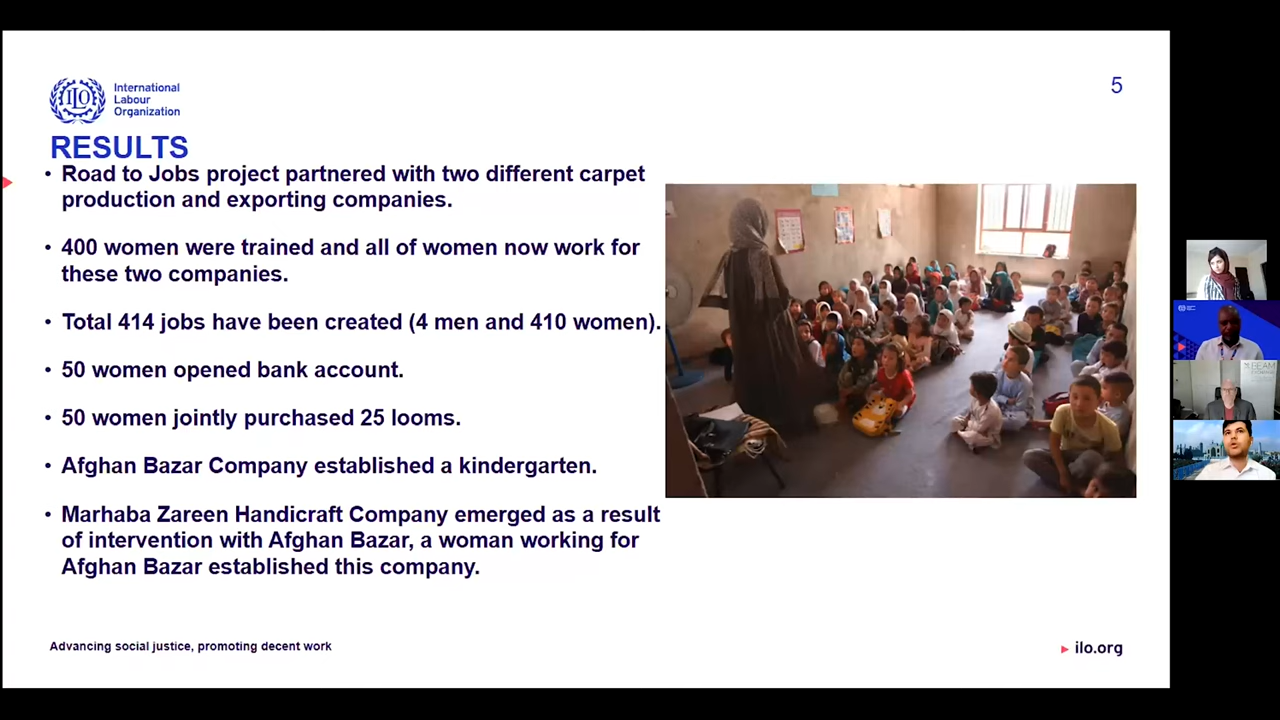 International
Labour
Organization
5
RESULTS
• Road to Jobs project partnered with two different carpet
production and exporting companies.
• 400 women were trained and all of women now work for
these two companies.
• Total 414 jobs have been created (4 men and 410 women).
• 50 women opened bank account.
• 50 women jointly purchased 25 looms.
• Afghan Bazar Company established a kindergarten.
• Marhaba Zareen Handicraft Company emerged as a result
of intervention with Afghan Bazar, a woman working for
Afghan Bazar established this company.
Advancing social justice, promoting decent work
ilo.org
BEAM